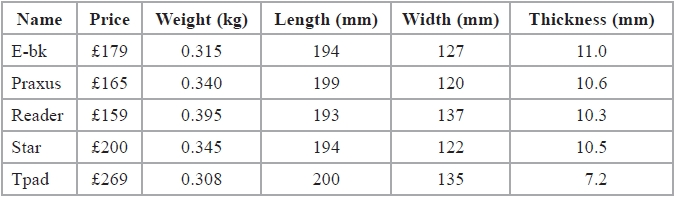 Name Price Weight (kg) Length (mm) Width (mm) Thickness (mm)
E-bk £179 0.315 194 127 11.0
Praxus £165 0.340 199 120 10.6
Reader £159 0.395 193 137 10.3
Star £200 0.345 194 122 10.5
Tpad £269 0.308 200 135 7.2